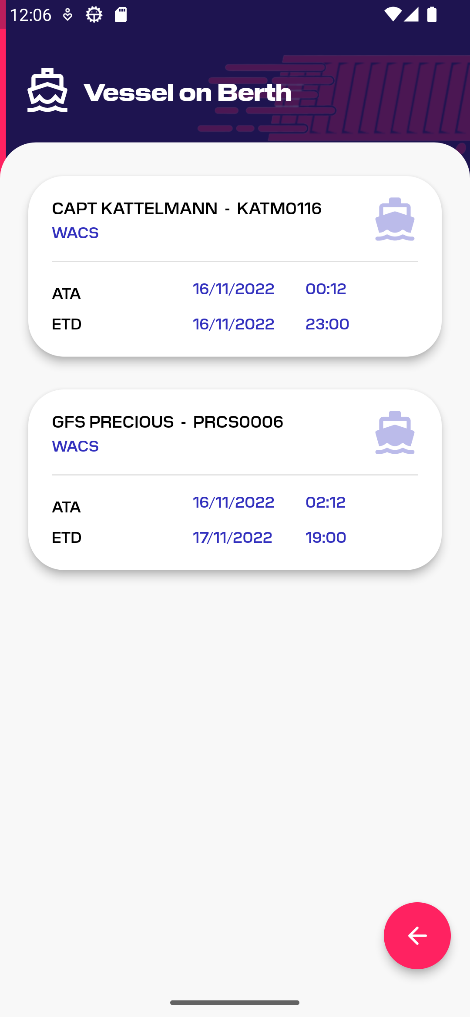 12:06
Vessel on Berth
CAPT KATTELMANN - KATM0116
WACS
ATA 16/11/2022 00:12
ETD 16/11/2022 23:00
GFS PRECIOUS - PRCS0006
WACS
ATA 16/11/2022 02:12
ETD 17/11/2022 19:00